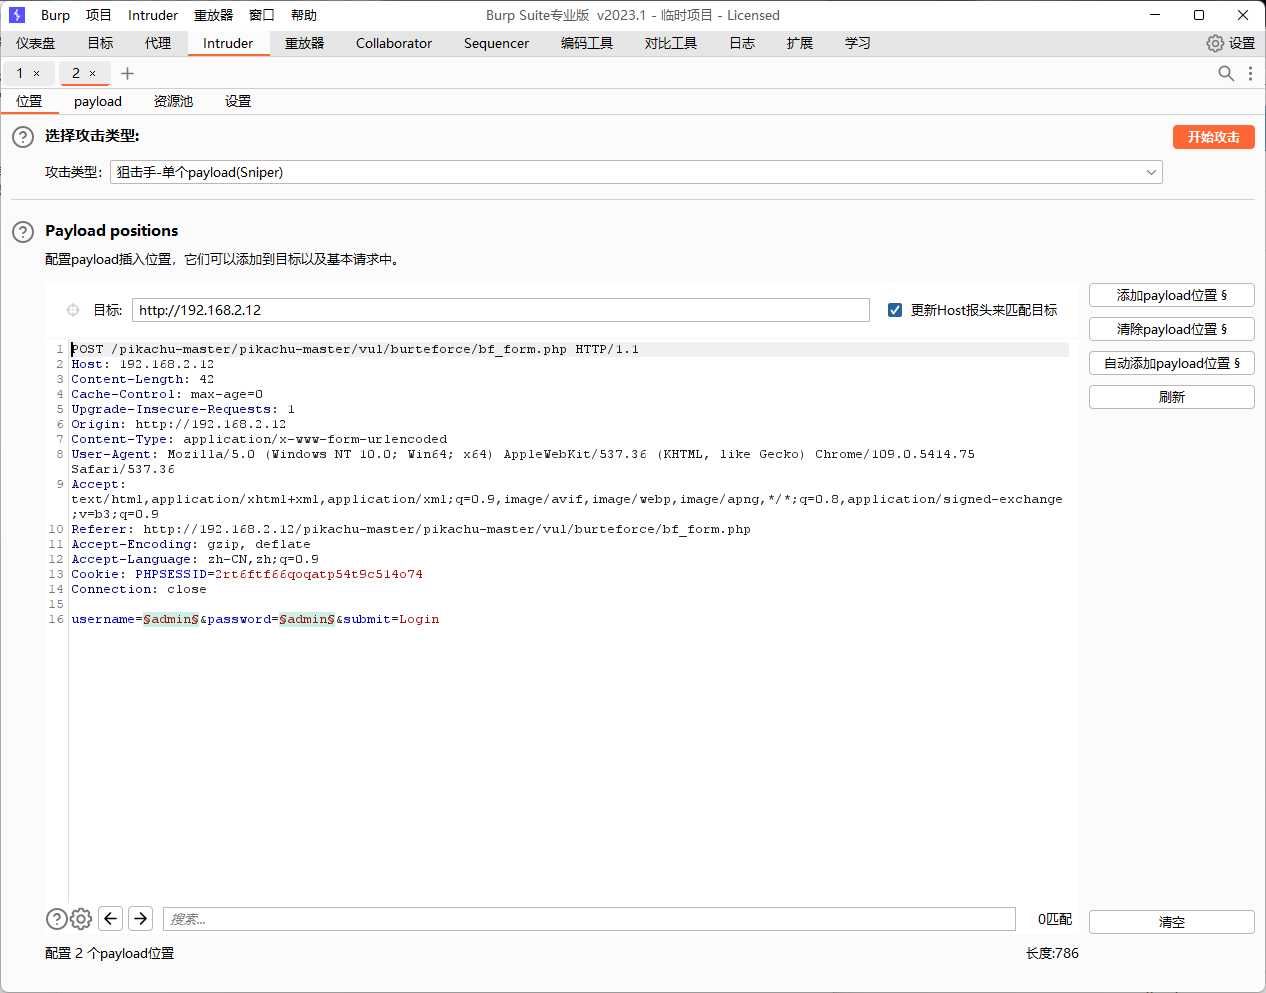 Burp 项目 Intruder 重放器 窗口 帮助 Burp Suite专业版 v2023.1 - 临时项目 - Licensed
仪表盘 目标 代理 Intruder 重放器 Collaborator Sequencer 编码工具 对比工具 日志 扩展 学习 设置
1 × 2 × +
位置 payload 资源池 设置
? 选择攻击类型: 开始攻击
攻击类型: 狙击手-单个payload(Sniper)
? Payload positions
配置payload插入位置，它们可以添加到目标以及基本请求中。
目标: http://192.168.2.12 更新Host报头来匹配目标
添加payload位置 §
清除payload位置 §
自动添加payload位置 §
刷新
1 POST /pikachu-master/pikachu-master/vul/burteforce/bf_form.php HTTP/1.1
2 Host: 192.168.2.12
3 Content-Length: 42
4 Cache-Control: max-age=0
5 Upgrade-Insecure-Requests: 1
6 Origin: http://192.168.2.12
7 Content-Type: application/x-www-form-urlencoded
8 User-Agent: Mozilla/5.0 (Windows NT 10.0; Win64; x64) AppleWebKit/537.36 (KHTML, like Gecko) Chrome/109.0.5414.75
Safari/537.36
9 Accept:
text/html,application/xhtml+xml,application/xml;q=0.9,image/avif,image/webp,image/apng,*/*;q=0.8,application/signed-exchange
;v=b3;q=0.9
10 Referer: http://192.168.2.12/pikachu-master/pikachu-master/vul/burteforce/bf_form.php
11 Accept-Encoding: gzip, deflate
12 Accept-Language: zh-CN,zh;q=0.9
13 Cookie: PHPSESSID=2rt6ftf66qoqatp54t9c514o74
14 Connection: close
15
16 username=§admin§&password=§admin§&submit=Login
? 搜索... 0匹配 清空
配置 2 个payload位置 长度:786